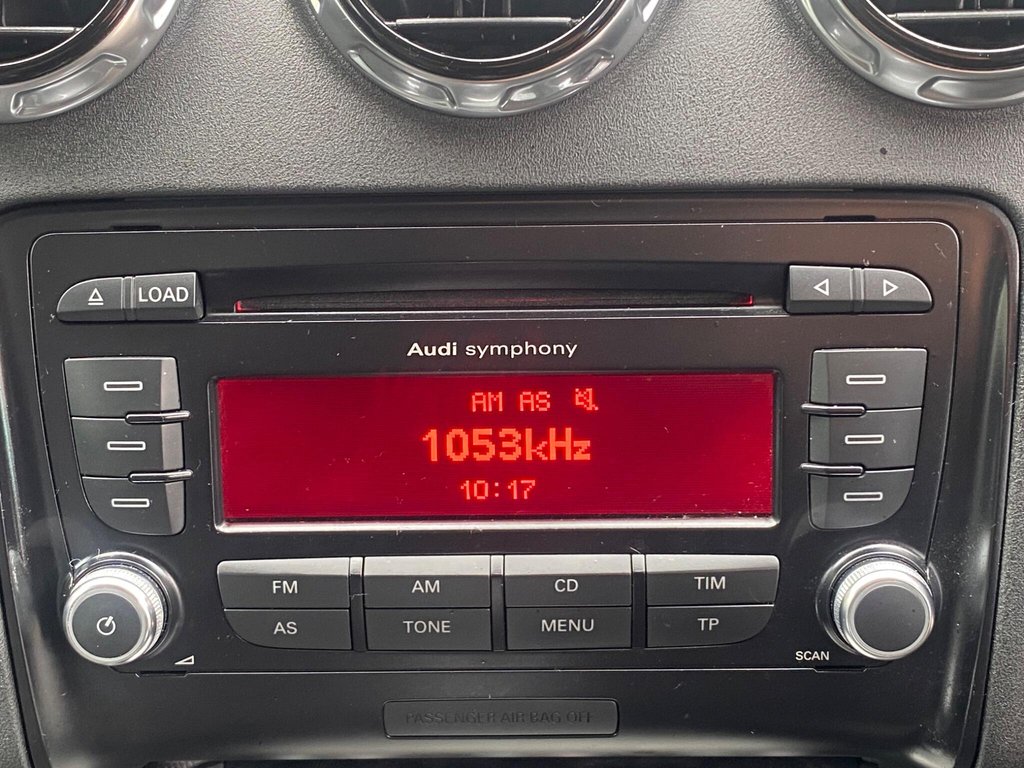 LOAD
Audi symphony
AM AS
1053kHz
10:17
FM AM CD TIM
AS TONE MENU TP
SCAN
PASSENGER AIR BAG OFF